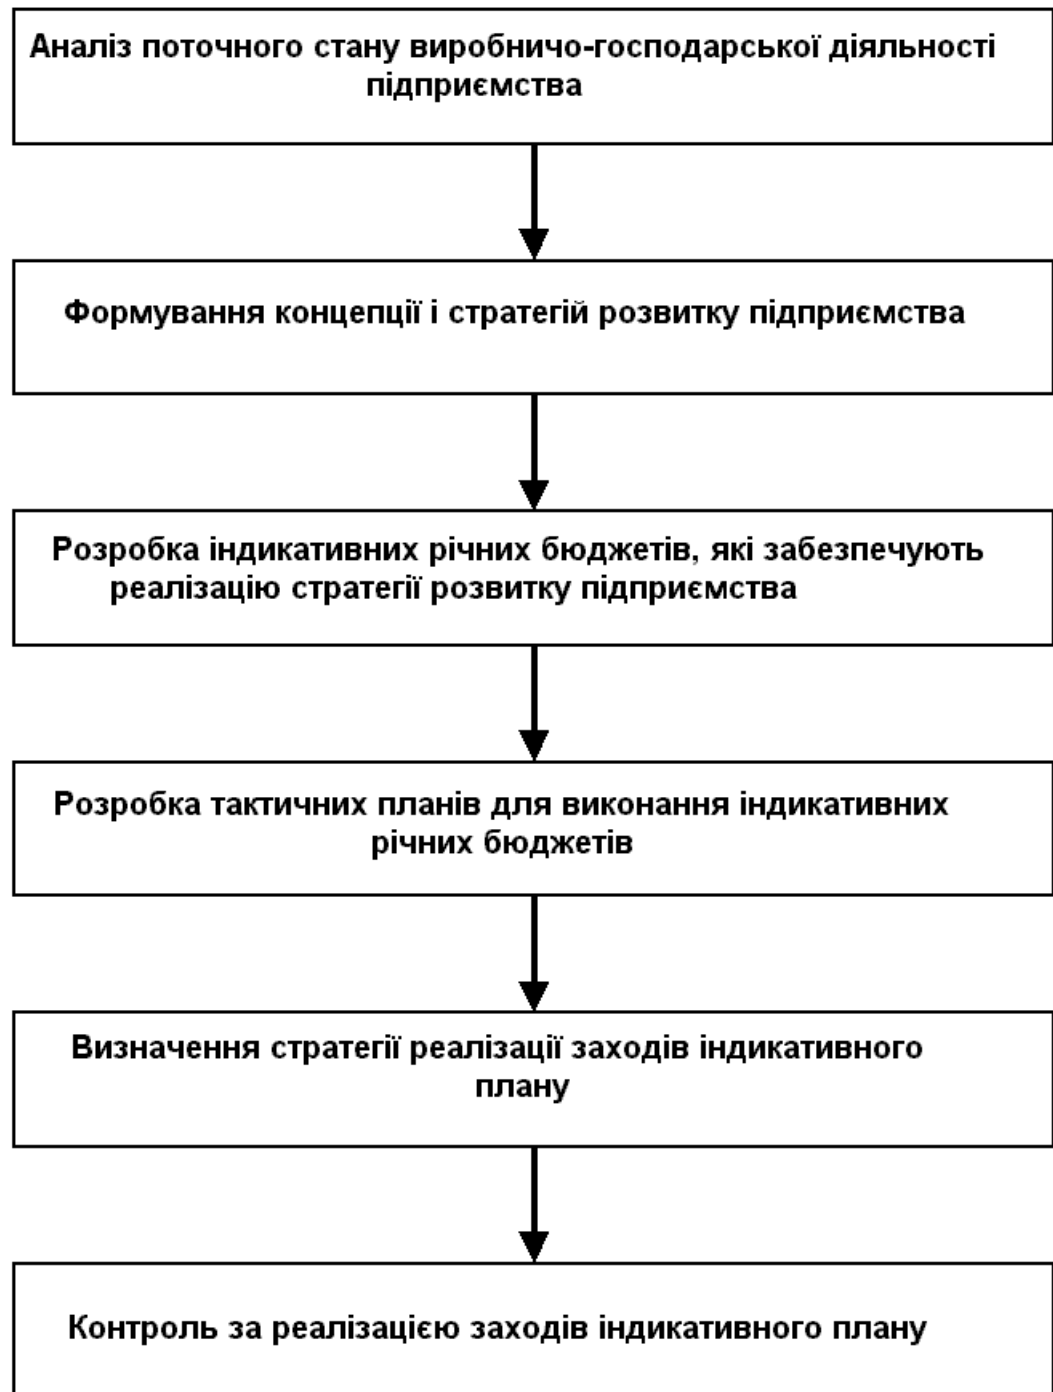 Аналіз поточного стану виробничо-господарської діяльності
підприємства
Формування концепції і стратегій розвитку підприємства
Розробка індикативних річних бюджетів, які забезпечують
реалізацію стратегії розвитку підприємства
Розробка тактичних планів для виконання індикативних
річних бюджетів
Визначення стратегії реалізації заходів індикативного
плану
Контроль за реалізацією заходів індикативного плану